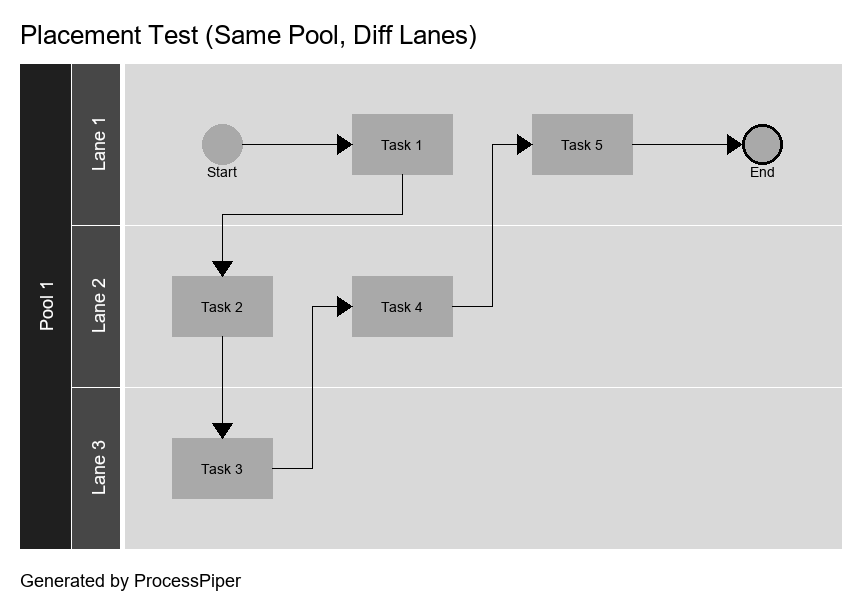 Placement Test (Same Pool, Diff Lanes)
Pool 1
Lane 1
Start
Task 1
Task 5
End
Lane 2
Task 2
Task 4
Lane 3
Task 3
Generated by ProcessPiper